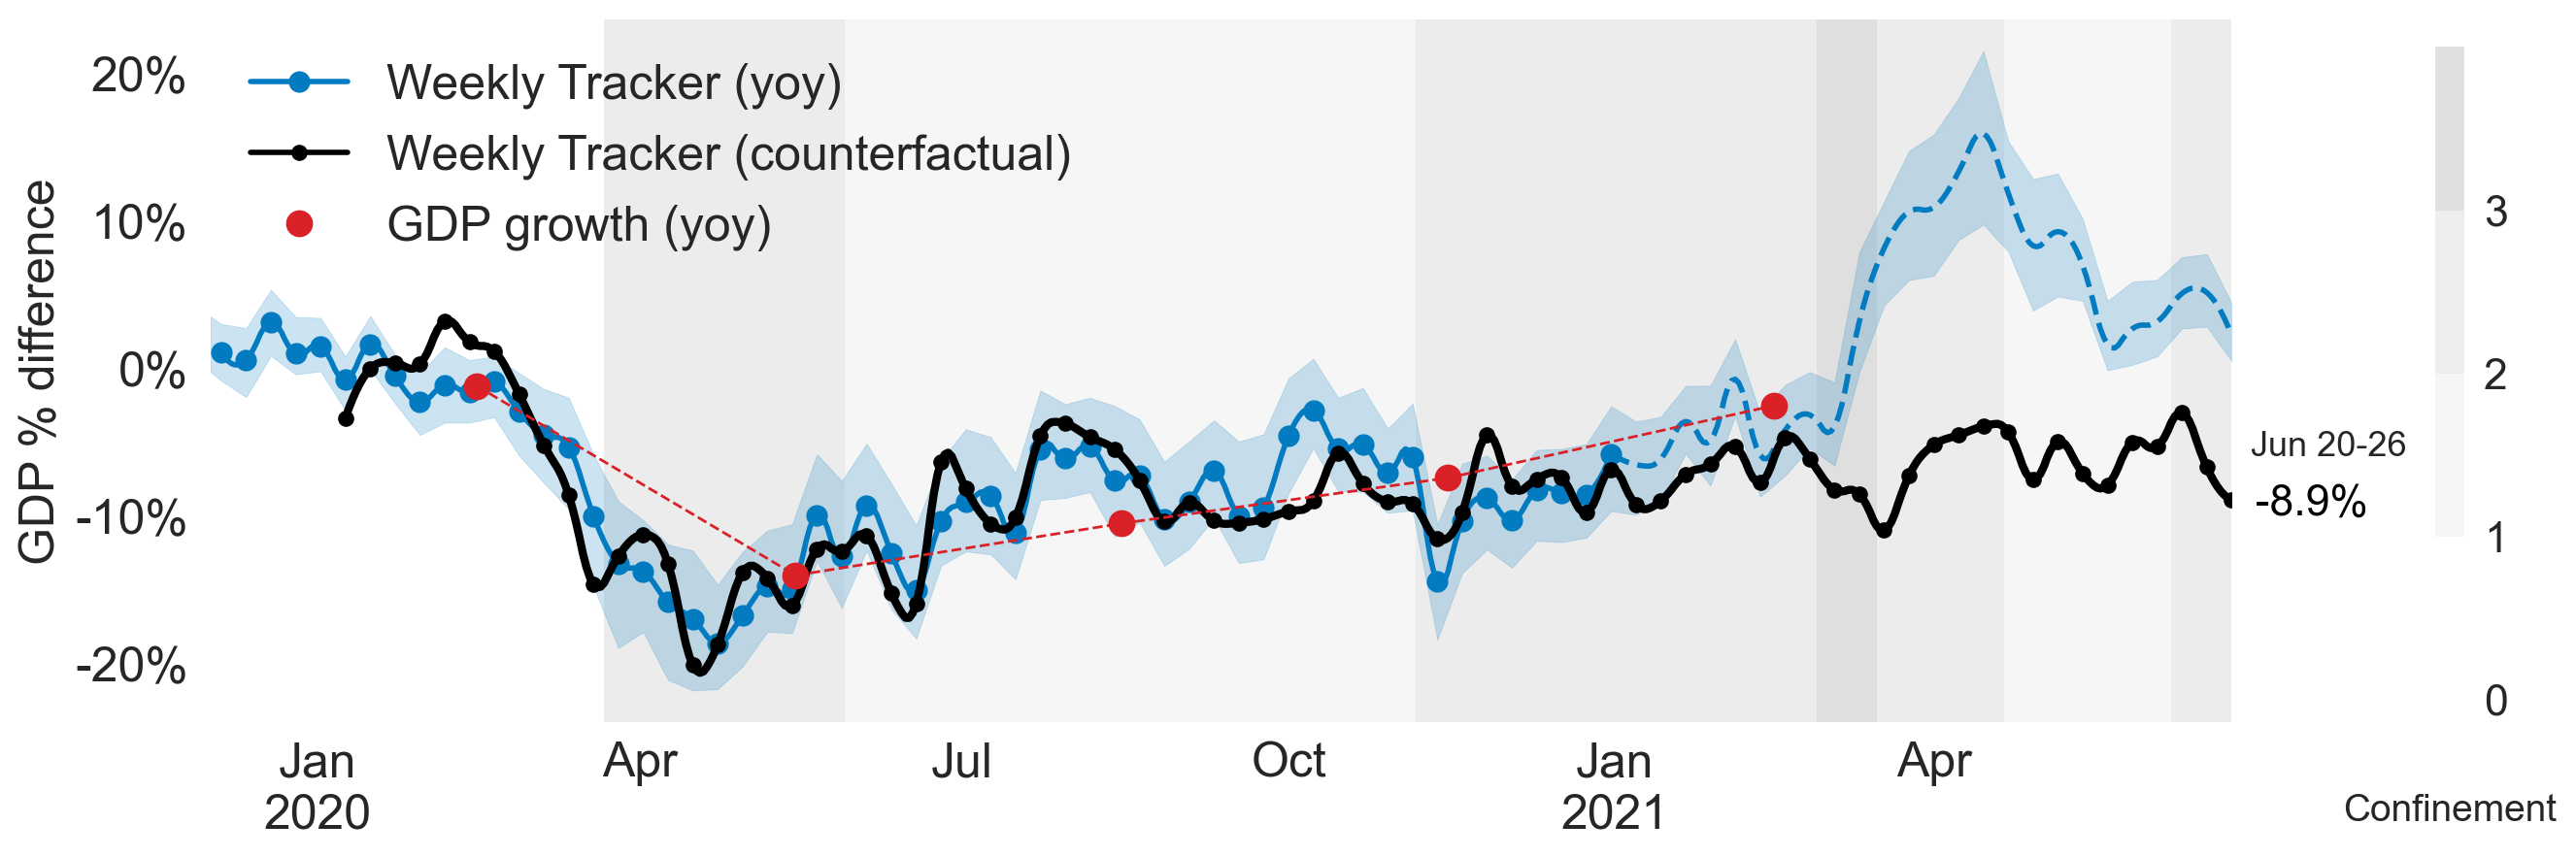 20%
10%
0%
-10%
-20%
GDP % difference
Weekly Tracker (yoy)
Weekly Tracker (counterfactual)
GDP growth (yoy)
Jan
2020
Apr
Jul
Oct
Jan
2021
Apr
Jun 20-26
-8.9%
3
2
1
0
Confinement